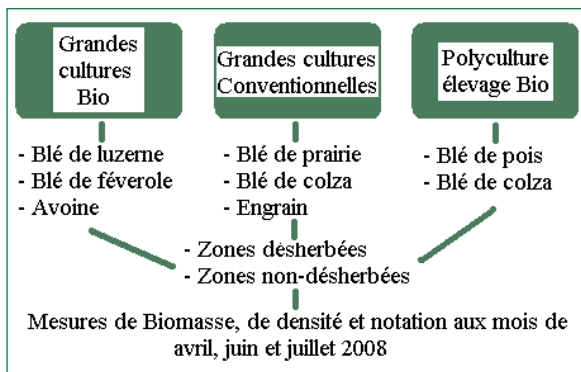 Grandes
cultures
Bio
Grandes cultures
Conventionnelles
Polyculture
élevage Bio
- Blé de luzerne
- Blé de féverole
- Avoine
- Blé de prairie
- Blé de colza
- Engrain
- Blé de pois
- Blé de colza
- Zones désherbées
- Zones non-désherbées
Mesures de Biomasse, de densité et notation aux mois de
avril, juin et juillet 2008